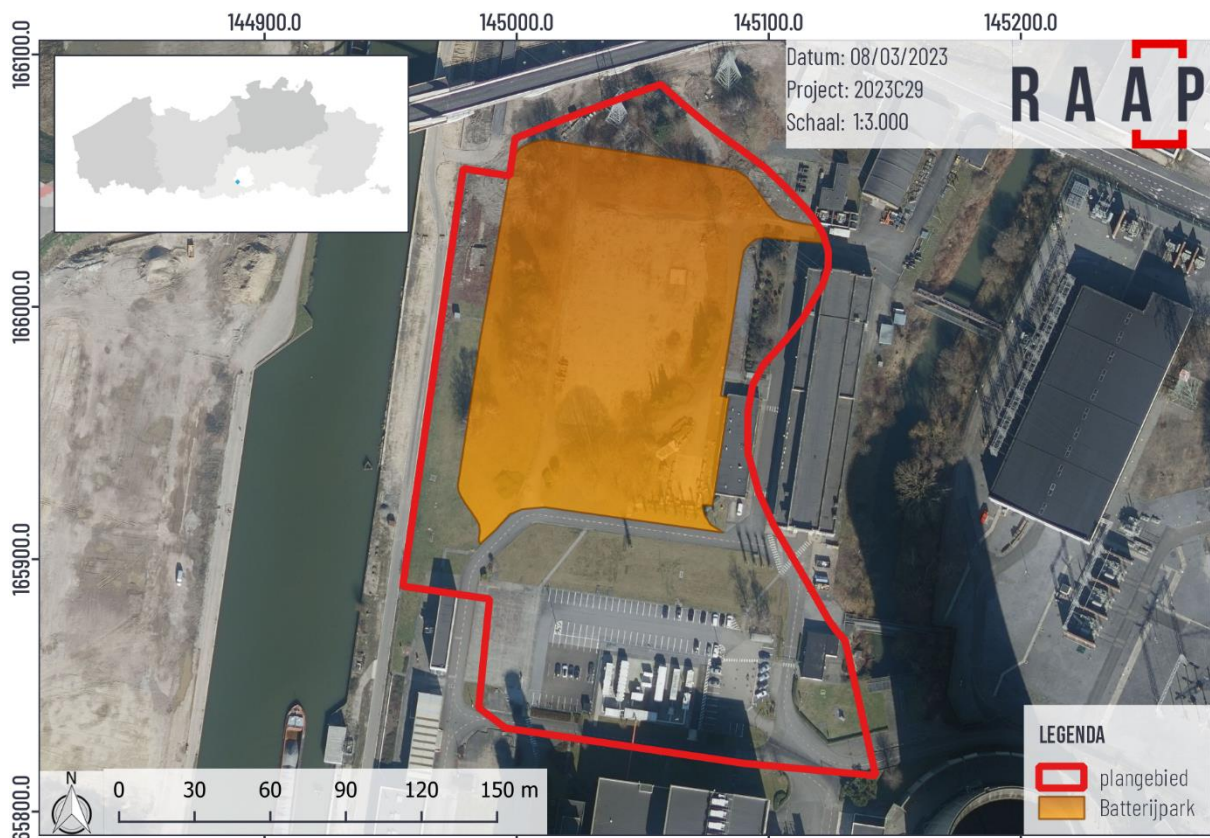 144900.0 145000.0 145100.0 145200.0
Datum: 08/03/2023
Project: 2023C29
Schaal: 1:3.000
RAAP
166100.0
166000.0
165900.0
165800.0
LEGENDA
plangebied
Batterijpark
N
0 30 60 90 120 150 m